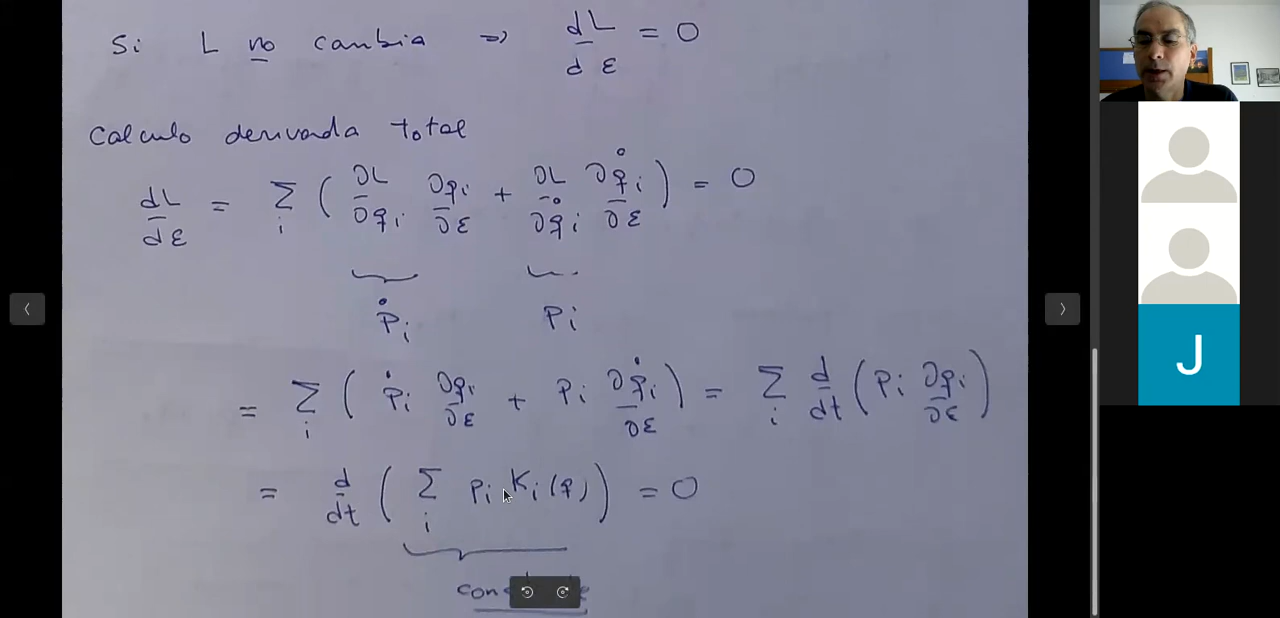 Si L no cambia => dL/dε = 0
Calculo derivada total
dL/dε = Σ_i ( ∂L/∂q_i ∂q_i/∂ε + ∂L/∂q̇_i ∂q̇_i/∂ε ) = 0
ṗ_i p_i
= Σ_i ( ṗ_i ∂q_i/∂ε + p_i ∂q̇_i/∂ε ) = Σ_i d/dt ( p_i ∂q_i/∂ε )
= d/dt ( Σ_i p_i K_i(q) ) = 0
J